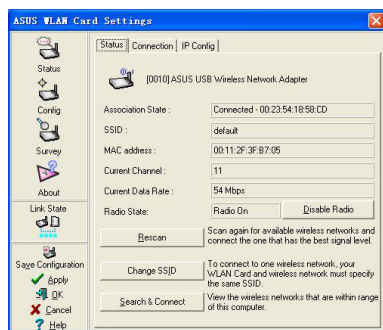 ASUS WLAN Card Settings
Status
Config
Survey
About
Link State
Save Configuration
Apply
OK
Cancel
Help
Status Connection IP Config
[0010] ASUS USB Wireless Network Adapter
Association State : Connected - 00:23:54:18:58:CD
SSID : default
MAC address : 00:11:2F:3F:B7:05
Current Channel : 11
Current Data Rate : 54 Mbps
Radio State: Radio On Disable Radio
Rescan
Scan again for available wireless networks and
connect the one that has the best signal level.
Change SSID
To connect to one wireless network, your
WLAN Card and wireless network must specify
the same SSID.
Search & Connect
View the wireless networks that are within range
of this computer.